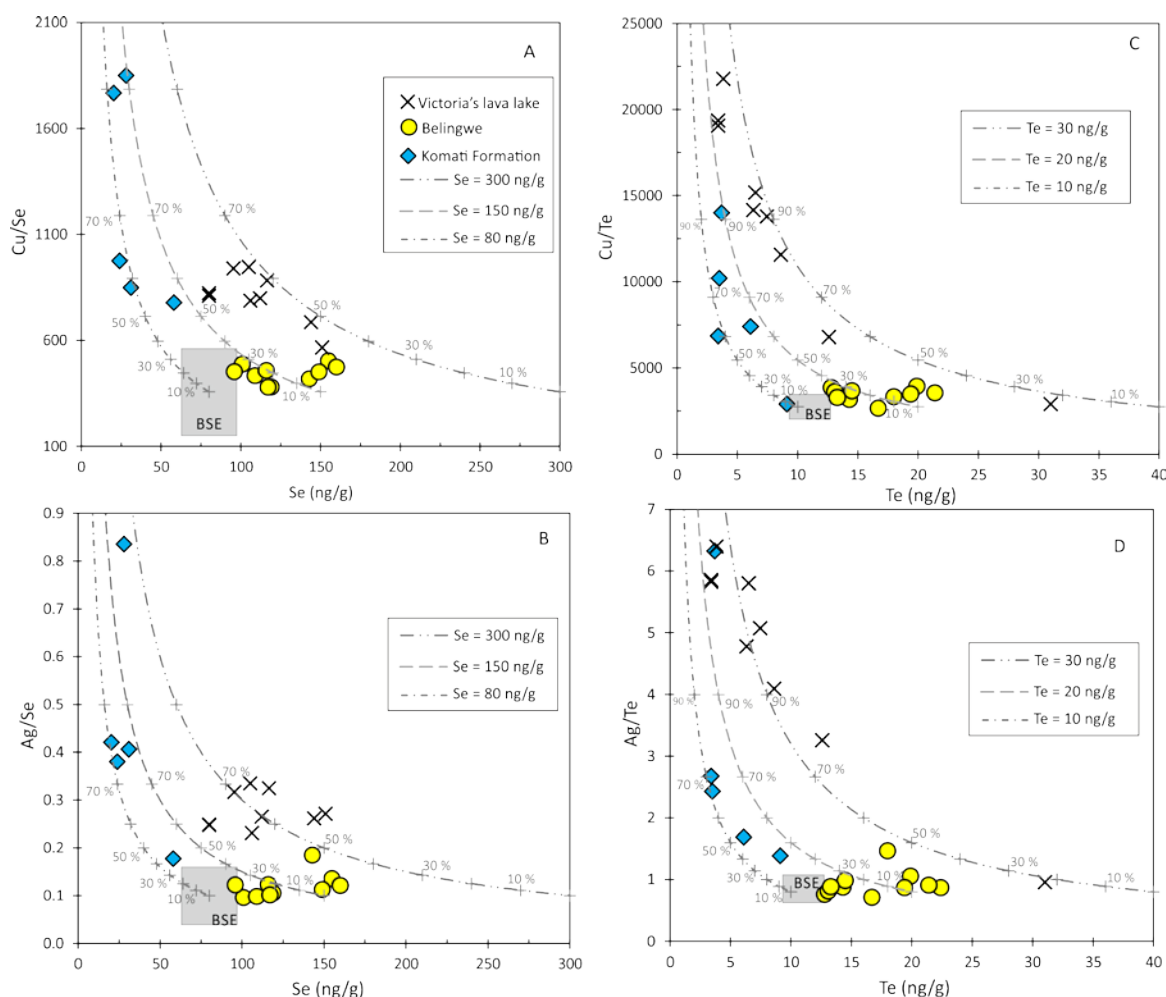 2100
1600
1100
600
100
Cu/Se
A
Victoria's lava lake
Belingwe
Komati Formation
Se = 300 ng/g
Se = 150 ng/g
Se = 80 ng/g
70 %
70 %
70 %
50 %
50 %
50 %
30 %
30 %
30 %
10 %
10 %
10 %
BSE
0 50 100 150 200 250 300
Se (ng/g)
25000
20000
15000
10000
5000
0
Cu/Te
C
Te = 30 ng/g
Te = 20 ng/g
Te = 10 ng/g
90 %
90 %
90 %
70 %
70 %
70 %
50 %
50 %
50 %
30 %
30 %
30 %
10 %
10 %
10 %
BSE
0 5 10 15 20 25 30 35 40
Te (ng/g)
0.9
0.8
0.7
0.6
0.5
0.4
0.3
0.2
0.1
0.0
Ag/Se
B
Se = 300 ng/g
Se = 150 ng/g
Se = 80 ng/g
70 %
70 %
70 %
50 %
50 %
50 %
30 %
30 %
30 %
10 %
10 %
10 %
BSE
0 50 100 150 200 250 300
Se (ng/g)
7
6
5
4
3
2
1
0
Ag/Te
D
Te = 30 ng/g
Te = 20 ng/g
Te = 10 ng/g
90 %
90 %
90 %
70 %
70 %
70 %
50 %
50 %
30 %
30 %
30 %
10 %
10 %
10 %
BSE
0 5 10 15 20 25 30 35 40
Te (ng/g)